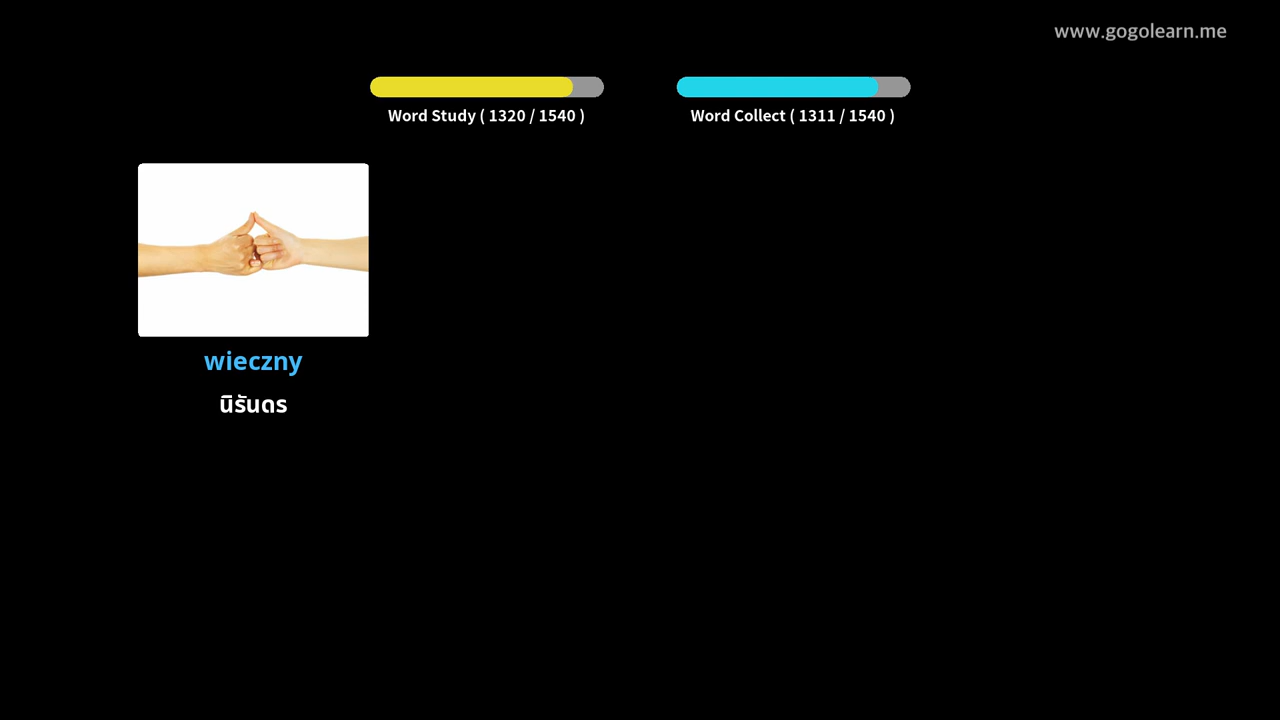 www.gogolearn.me
Word Study ( 1320 / 1540 )
Word Collect ( 1311 / 1540 )
wieczny
นิรันดร